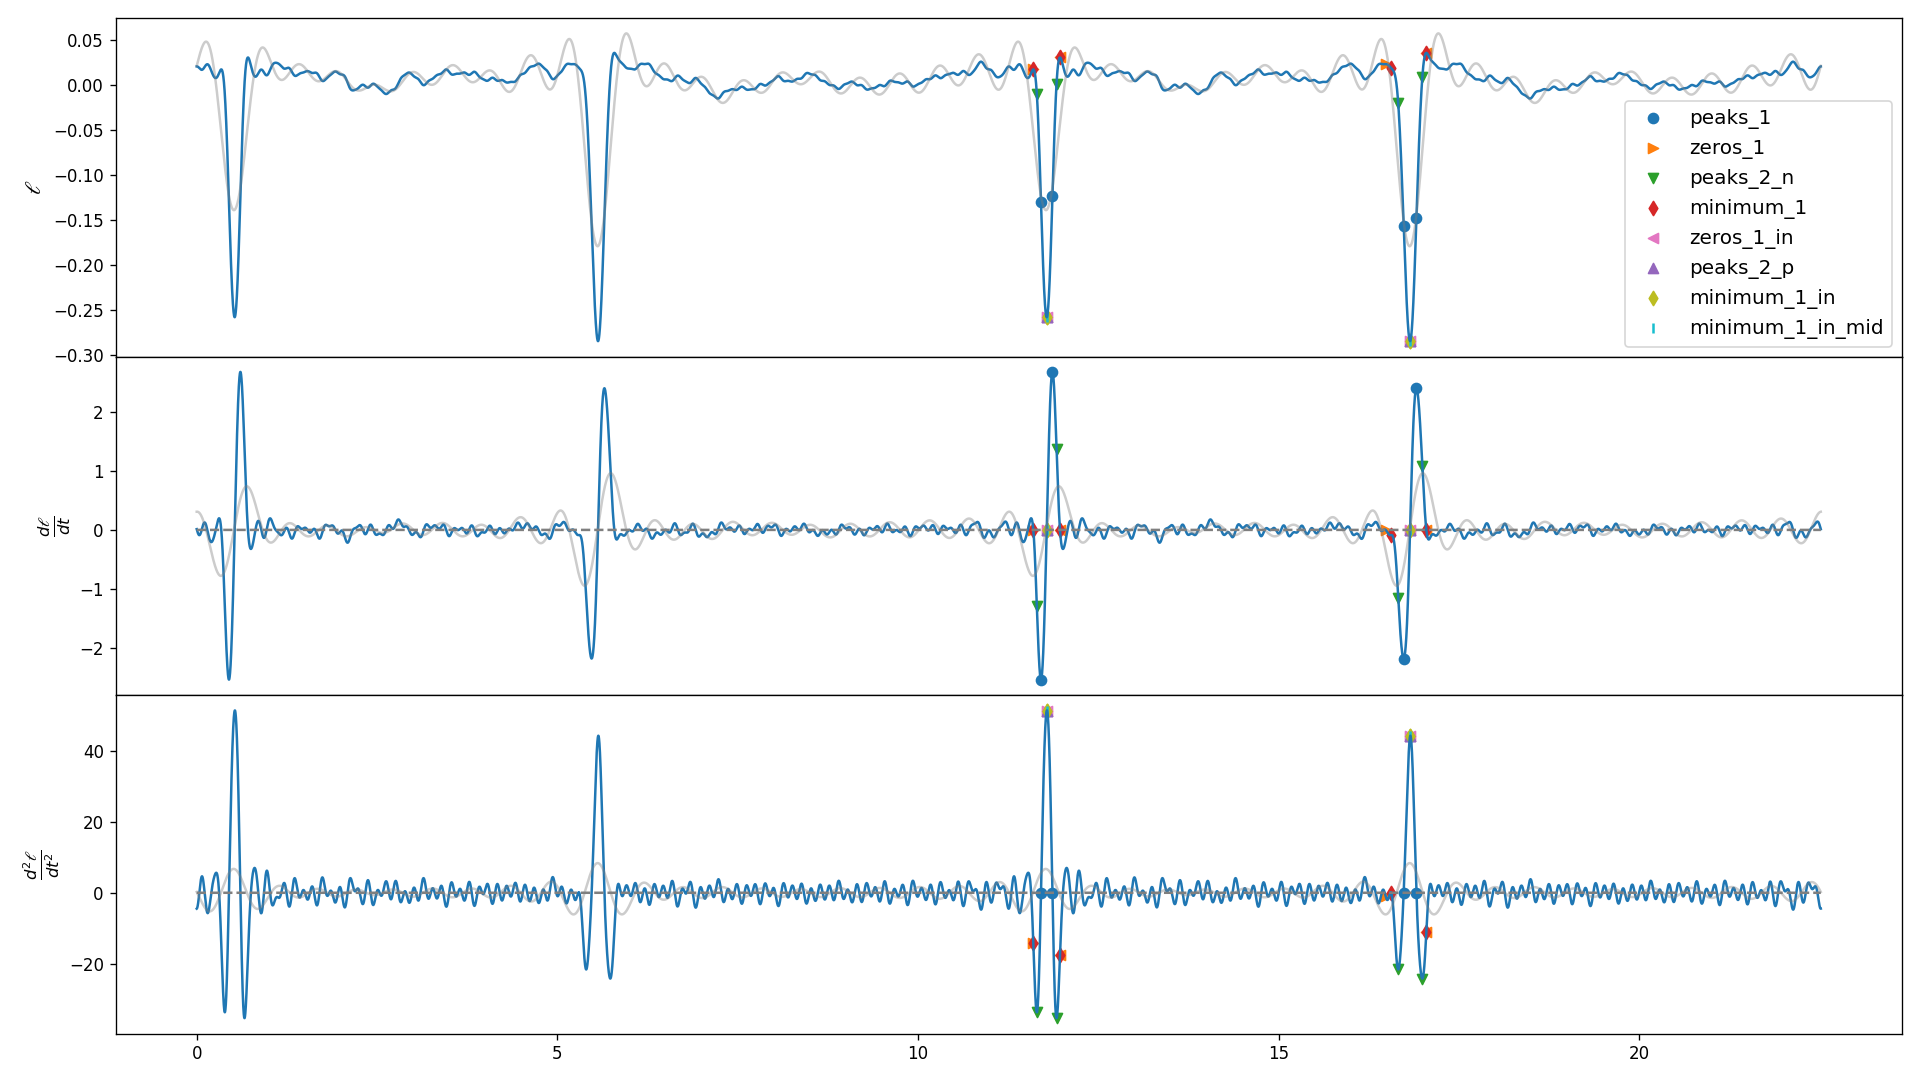 0.05
0.00
−0.05
−0.10
−0.15
−0.20
−0.25
−0.30
ℓ
peaks_1
zeros_1
peaks_2_n
minimum_1
zeros_1_in
peaks_2_p
minimum_1_in
minimum_1_in_mid
2
1
0
−1
−2
dℓ
dt
40
20
0
−20
d²ℓ
dt²
0 5 10 15 20